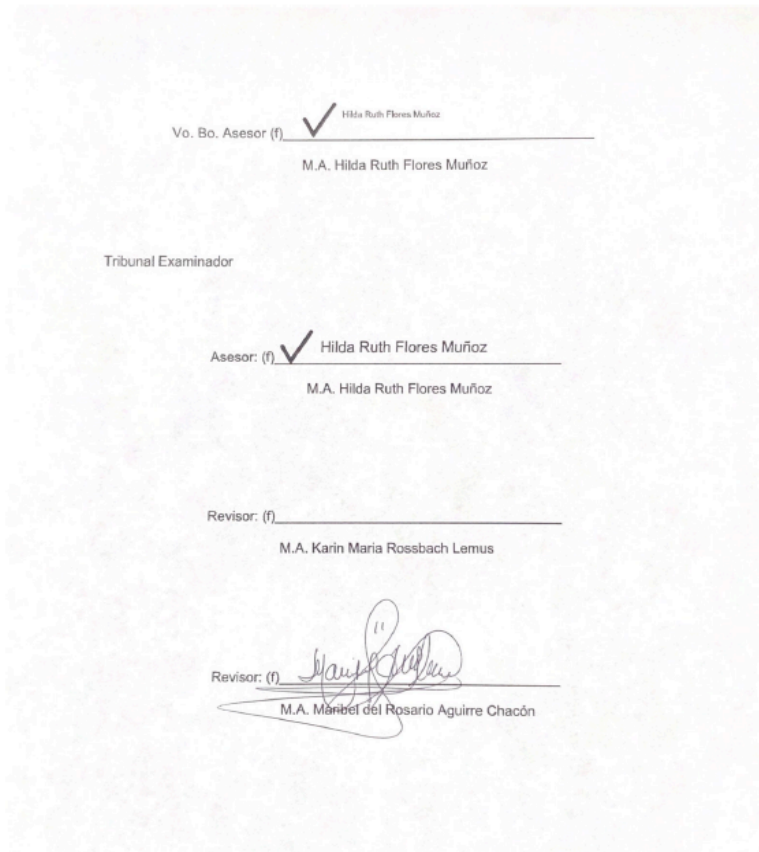 Hilda Ruth Flores Muñoz
Vo. Bo. Asesor (f)
M.A. Hilda Ruth Flores Muñoz
Tribunal Examinador
Hilda Ruth Flores Muñoz
Asesor: (f)
M.A. Hilda Ruth Flores Muñoz
Revisor: (f)
M.A. Karin Maria Rossbach Lemus
Revisor: (f)
M.A. Maribel del Rosario Aguirre Chacón